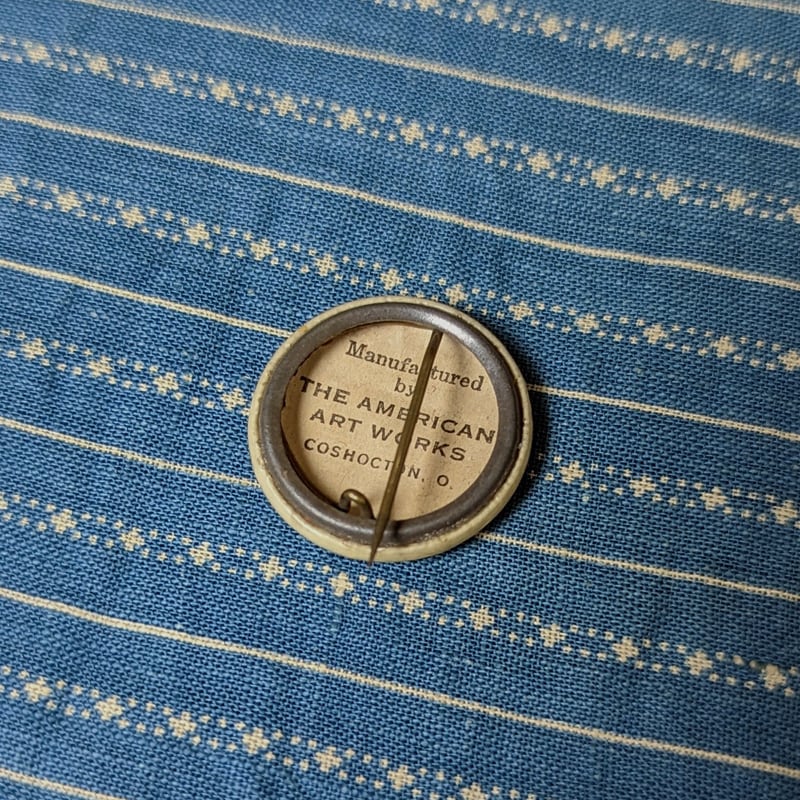 Manufactured
by
THE AMERICAN
ART WORKS
COSHOCTON, O.